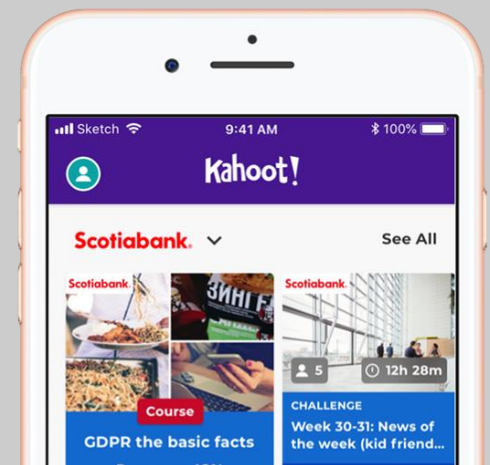 Sketch 9:41 AM 100%
Kahoot!
Scotiabank. See All
Scotiabank.
ЗИНГЕ
Course
GDPR the basic facts
Scotiabank.
5 12h 28m
CHALLENGE
Week 30-31: News of
the week (kid friend...